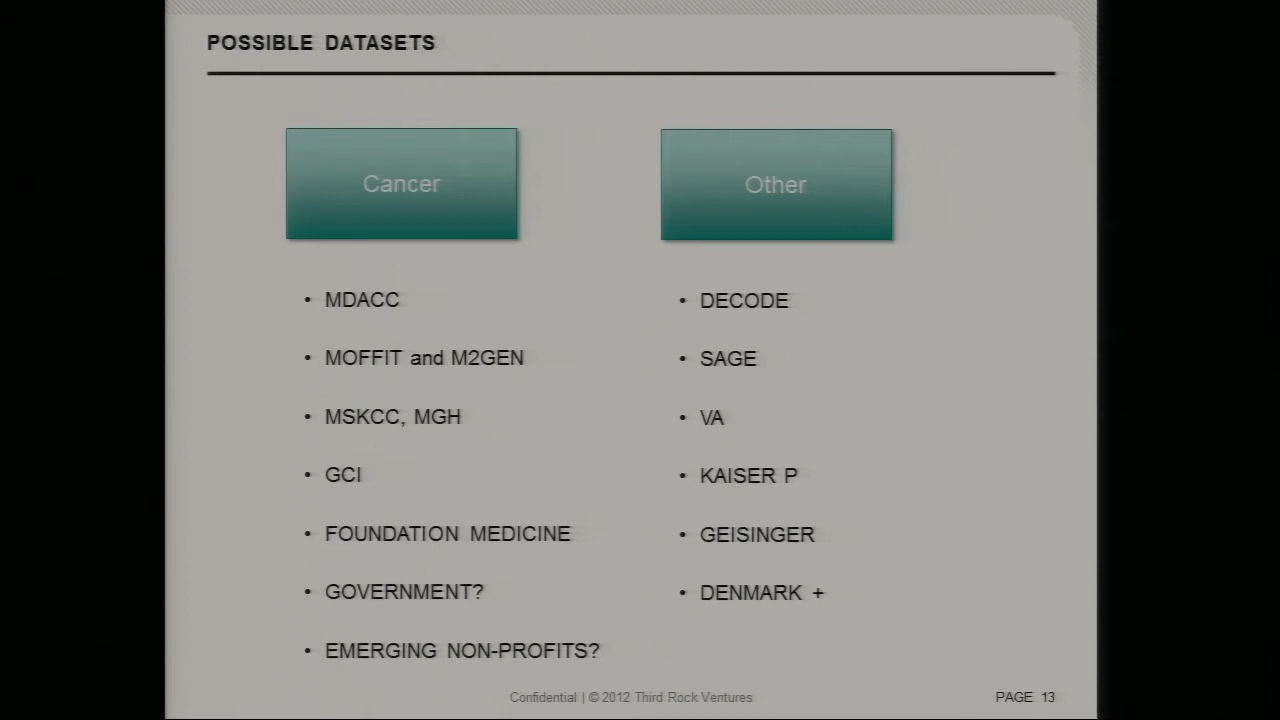 POSSIBLE DATASETS
Cancer
• MDACC
• MOFFIT and M2GEN
• MSKCC, MGH
• GCI
• FOUNDATION MEDICINE
• GOVERNMENT?
• EMERGING NON-PROFITS?
Other
• DECODE
• SAGE
• VA
• KAISER P
• GEISINGER
• DENMARK +
Confidential | © 2012 Third Rock Ventures
PAGE 13